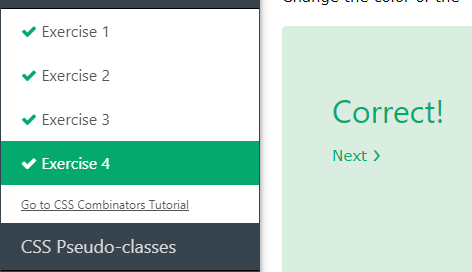 Change the color of the
Exercise 1
Exercise 2
Exercise 3
Exercise 4
Go to CSS Combinators Tutorial
CSS Pseudo-classes
Correct!
Next ❯